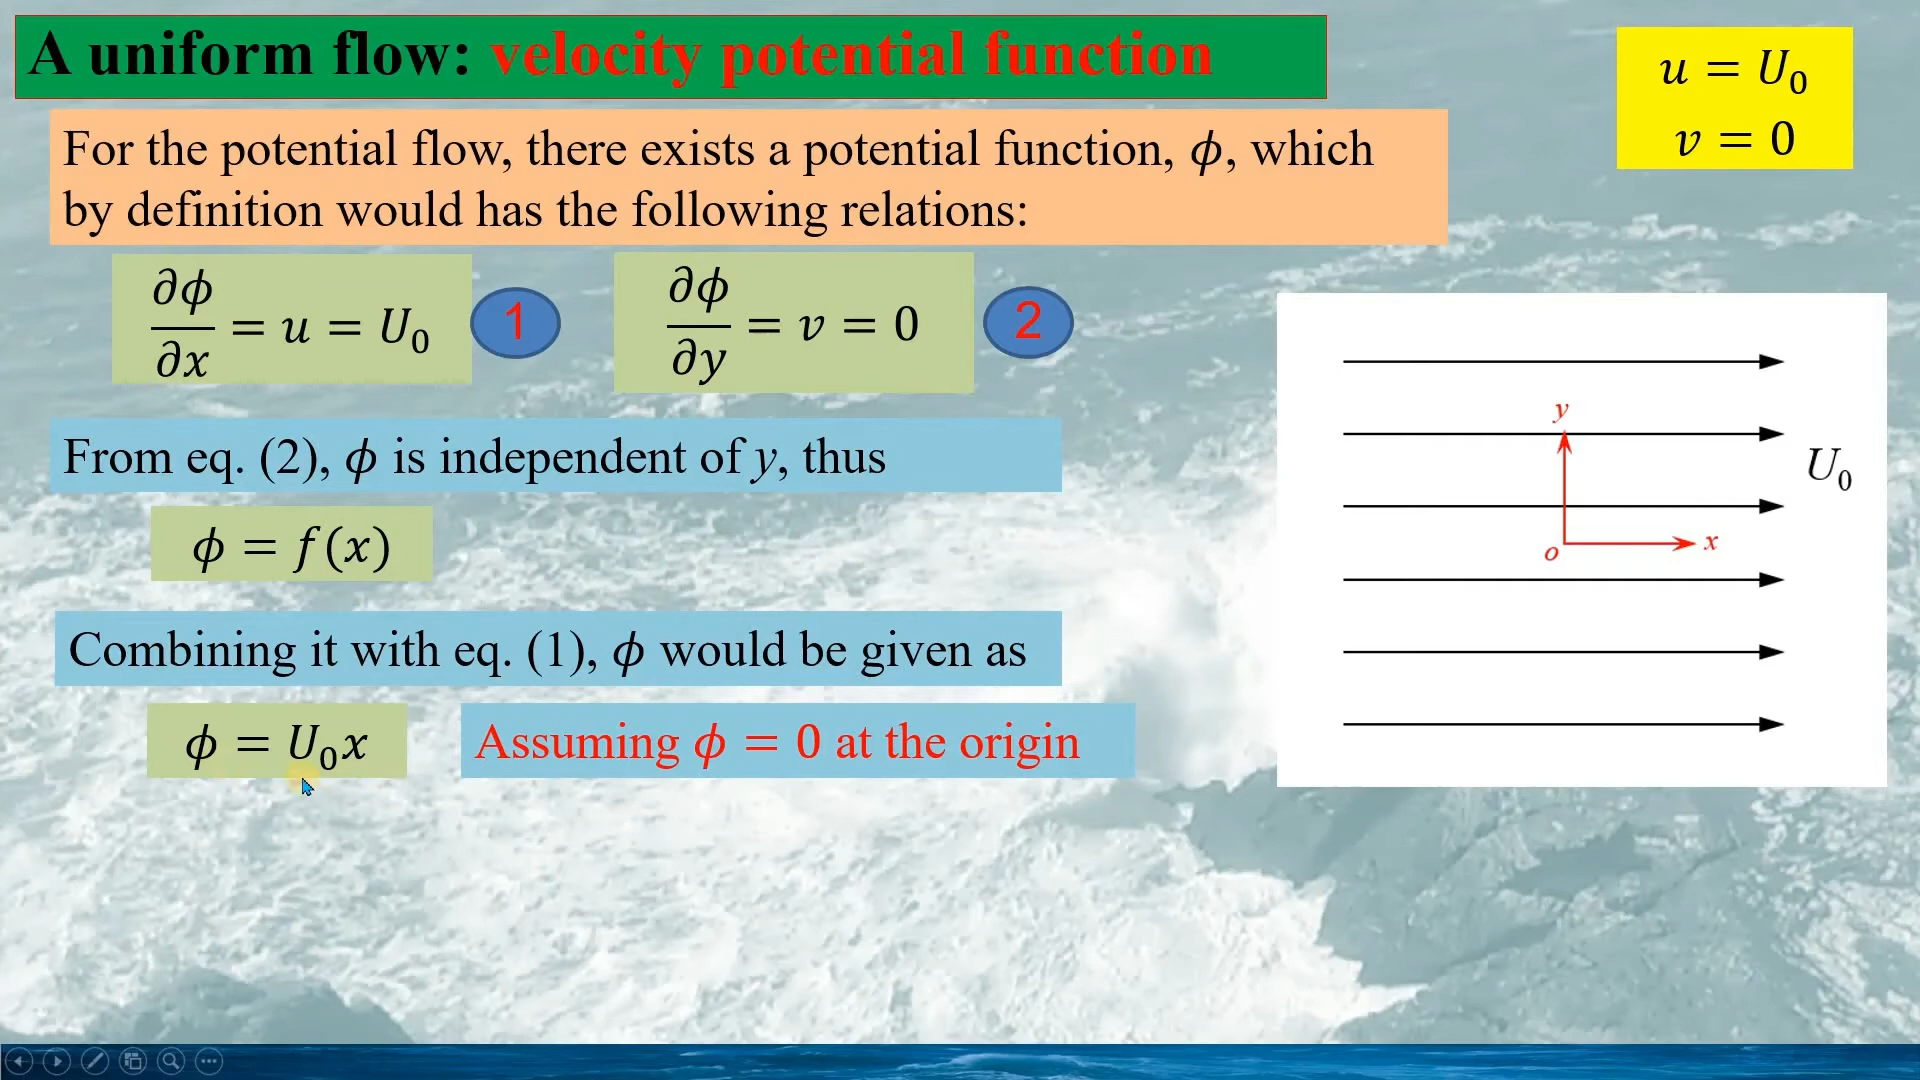 A uniform flow: velocity potential function
u = U₀
v = 0
For the potential flow, there exists a potential function, ϕ, which
by definition would has the following relations:
∂ϕ/∂x = u = U₀
1
∂ϕ/∂y = v = 0
2
From eq. (2), ϕ is independent of y, thus
ϕ = f(x)
Combining it with eq. (1), ϕ would be given as
ϕ = U₀x
Assuming ϕ = 0 at the origin
y
U₀
o
x